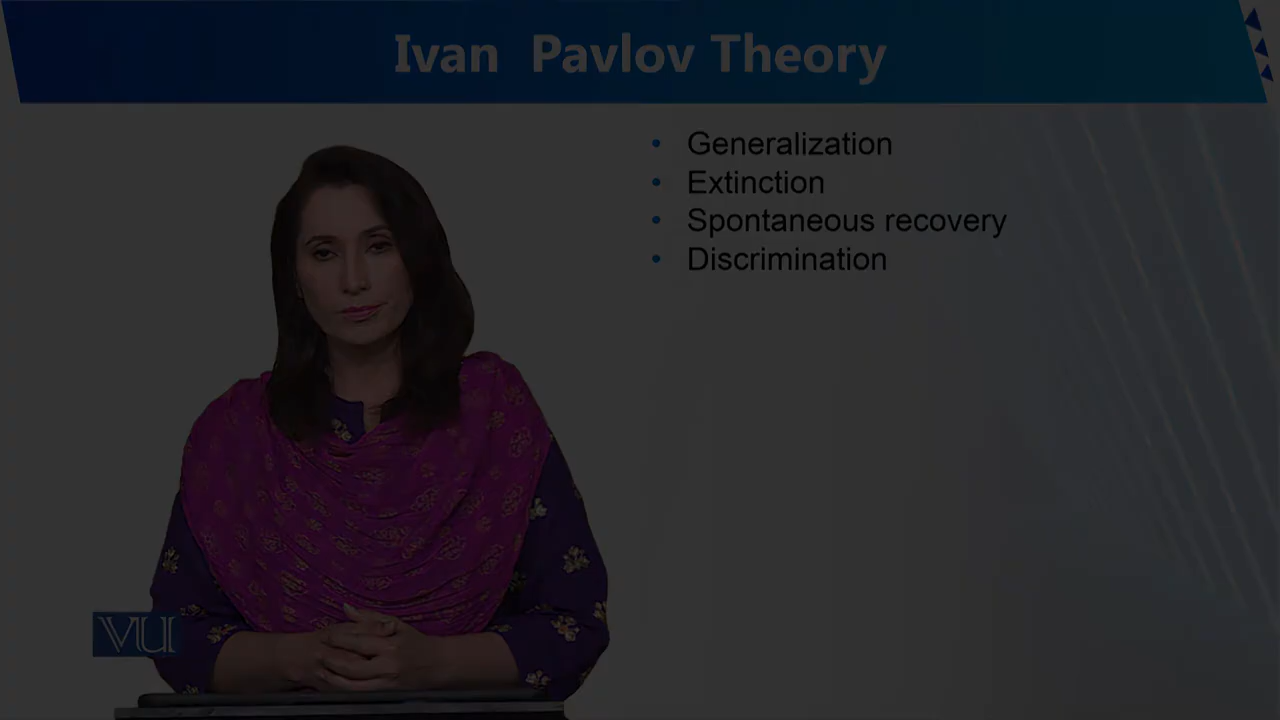 Ivan Pavlov Theory
• Generalization
• Extinction
• Spontaneous recovery
• Discrimination
VU